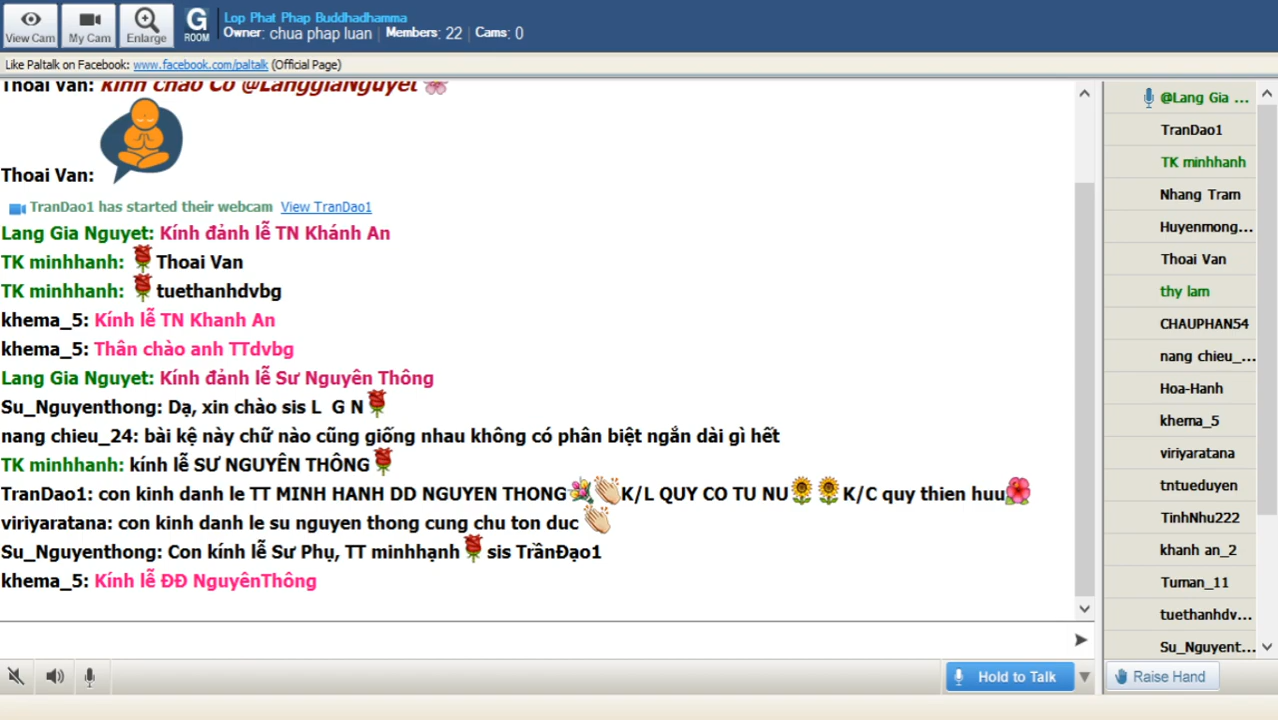 View Cam
My Cam
Enlarge
G
ROOM
Lop Phat Phap Buddhadhamma
Owner: chua phap luan | Members: 22 | Cams: 0
Like Paltalk on Facebook: www.facebook.com/paltalk (Official Page)
Thoai Van: Kính chào Cô @LanggiaNguyet
Thoai Van:
TranDao1 has started their webcam View TranDao1
Lang Gia Nguyet: Kính đảnh lễ TN Khánh An
TK minhhanh: Thoai Van
TK minhhanh: tuethanhdvbg
khema_5: Kính lễ TN Khanh An
khema_5: Thân chào anh TTdvbg
Lang Gia Nguyet: Kính đảnh lễ Sư Nguyên Thông
Su_Nguyenthong: Dạ, xin chào sis L G N
nang chieu_24: bài kệ này chữ nào cũng giống nhau không có phân biệt ngắn dài gì hết
TK minhhanh: kính lễ SƯ NGUYÊN THÔNG
TranDao1: con kinh danh le TT MINH HANH DD NGUYEN THONG K/L QUY CO TU NU K/C quy thien huu
viriyaratana: con kinh danh le su nguyen thong cung chu ton duc
Su_Nguyenthong: Con kính lễ Sư Phụ, TT minhhạnh sis TrầnĐạo1
khema_5: Kính lễ ĐĐ NguyênThông
Hold to Talk
@Lang Gia ...
TranDao1
TK minhhanh
Nhang Tram
Huyenmong...
Thoai Van
thy lam
CHAUPHAN54
nang chieu_...
Hoa-Hanh
khema_5
viriyaratana
tntueduyen
TinhNhu222
khanh an_2
Tuman_11
tuethanhdv...
Su_Nguyent...
Raise Hand